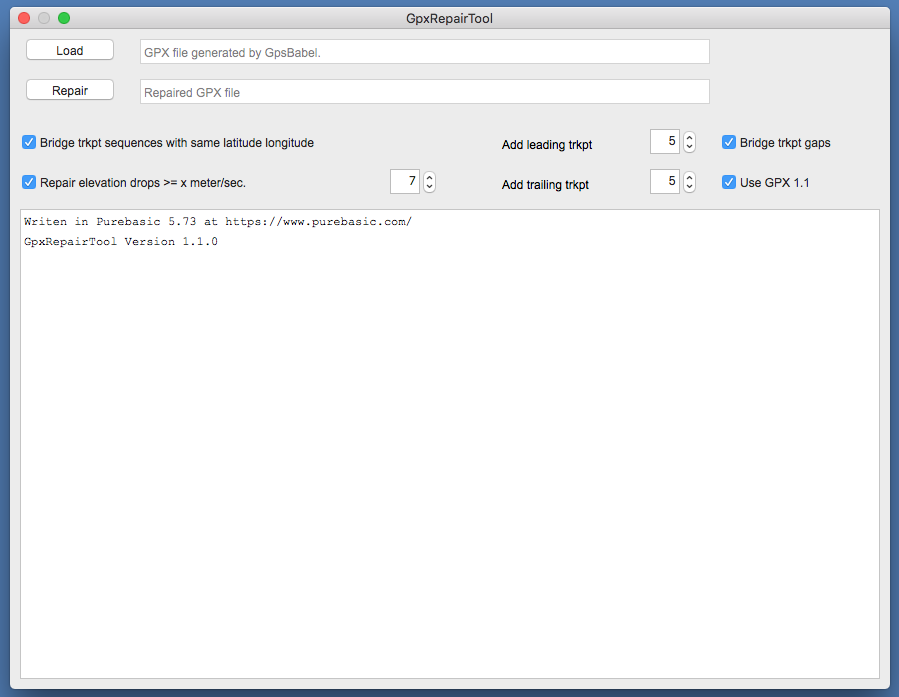 GpxRepairTool
Load GPX file generated by GpsBabel.
Repair Repaired GPX file
Bridge trkpt sequences with same latitude longitude Add leading trkpt 5 Bridge trkpt gaps
Repair elevation drops >= x meter/sec. 7 Add trailing trkpt 5 Use GPX 1.1
Writen in Purebasic 5.73 at https://www.purebasic.com/
GpxRepairTool Version 1.1.0